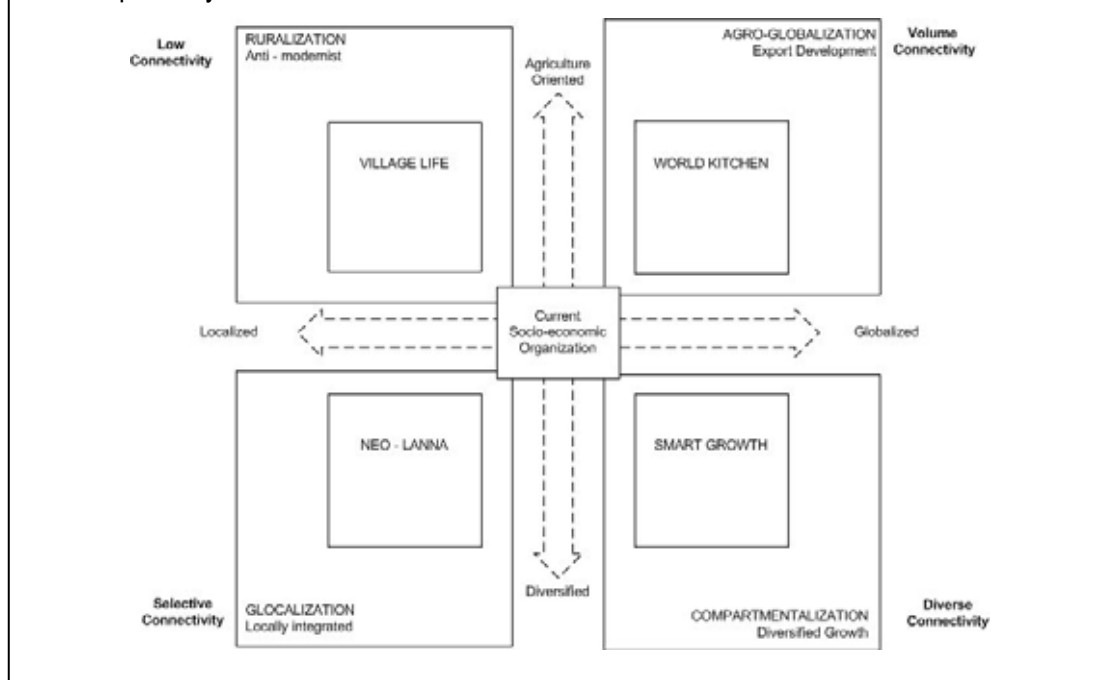 Low
Connectivity
RURALIZATION
Anti - modernist
Agriculture
Oriented
AGRO-GLOBALIZATION
Export Development
Volume
Connectivity
VILLAGE LIFE
WORLD KITCHEN
Localized
Current
Socio-economic
Organization
Globalized
NEO - LANNA
SMART GROWTH
Diversified
Selective
Connectivity
GLOCALIZATION
Locally integrated
COMPARTMENTALIZATION
Diversified Growth
Diverse
Connectivity